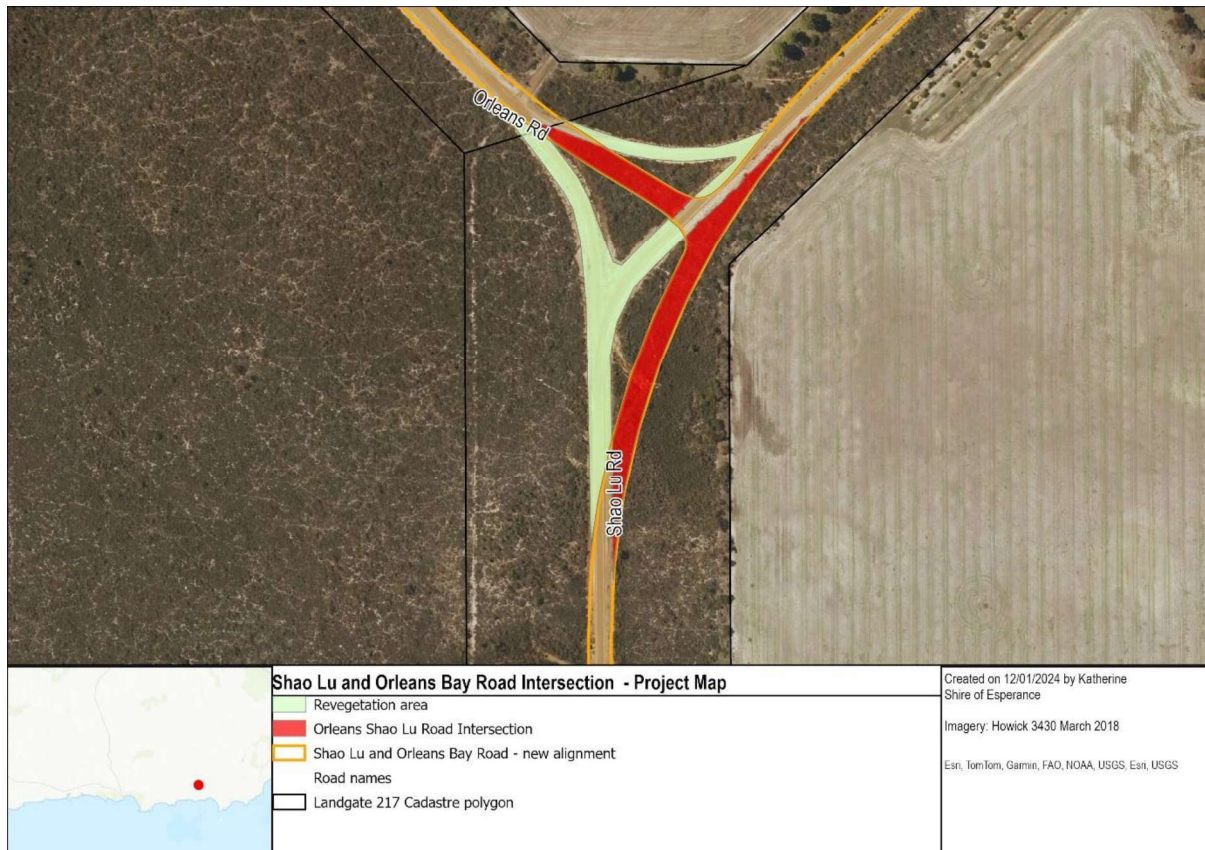 Orleans Rd
Shao Lu Rd
Shao Lu and Orleans Bay Road Intersection - Project Map
Revegetation area
Orleans Shao Lu Road Intersection
Shao Lu and Orleans Bay Road - new alignment
Road names
Landgate 217 Cadastre polygon
Created on 12/01/2024 by Katherine
Shire of Esperance
Imagery: Howick 3430 March 2018
Esri, TomTom, Garmin, FAO, NOAA, USGS, Esri, USGS